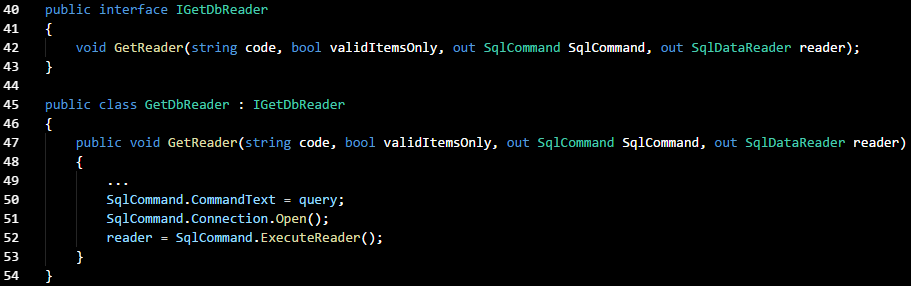 40 public interface IGetDbReader
41 {
42     void GetReader(string code, bool validItemsOnly, out SqlCommand SqlCommand, out SqlDataReader reader);
43 }
44
45 public class GetDbReader : IGetDbReader
46 {
47     public void GetReader(string code, bool validItemsOnly, out SqlCommand SqlCommand, out SqlDataReader reader)
48     {
49         ...
50         SqlCommand.CommandText = query;
51         SqlCommand.Connection.Open();
52         reader = SqlCommand.ExecuteReader();
53     }
54 }